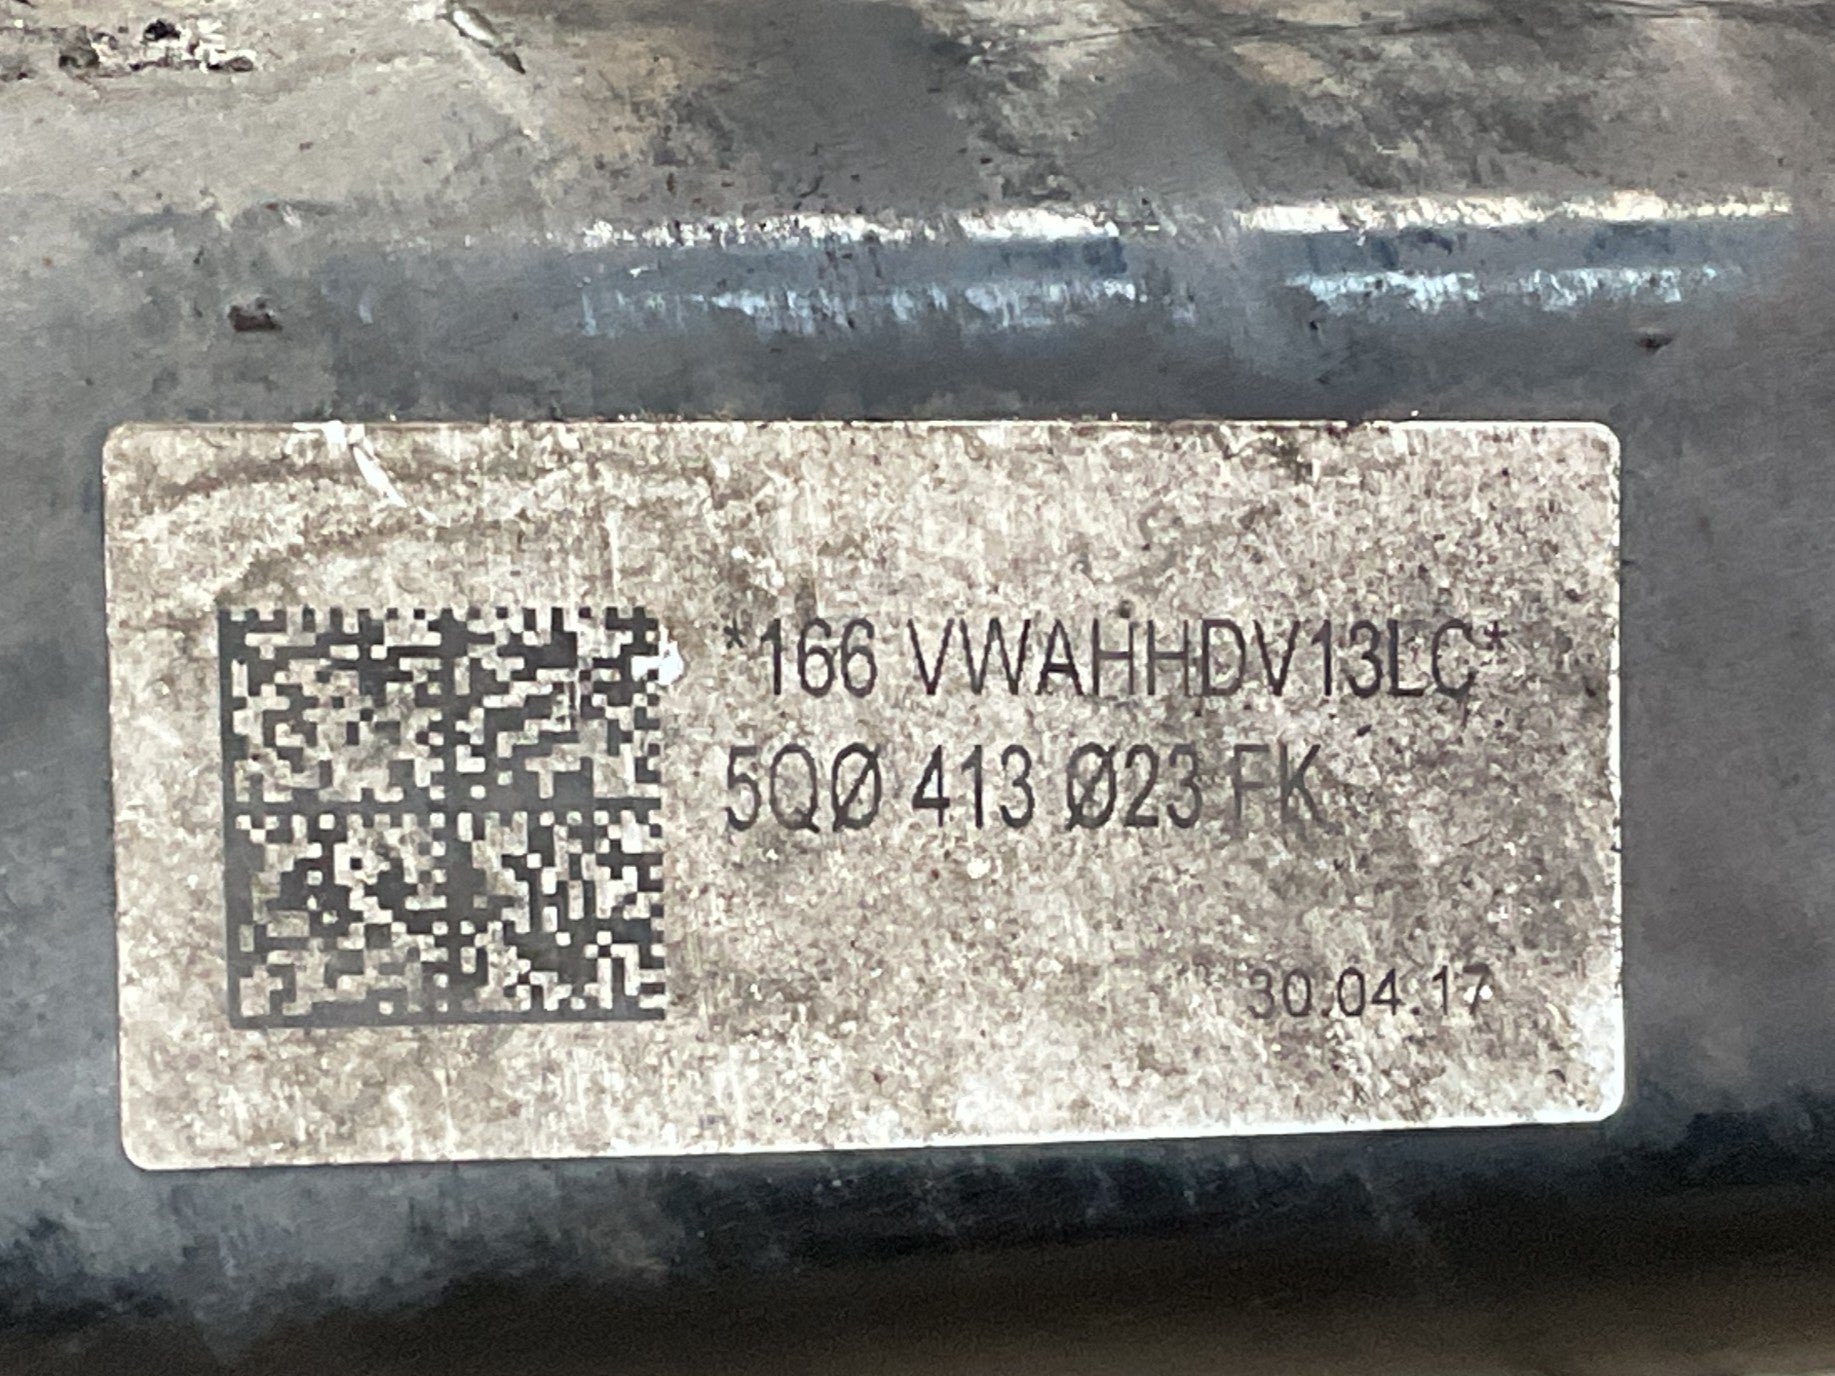 *166 VWAHHDV13LC*
5QØ 413 Ø23 FK
30.04.17